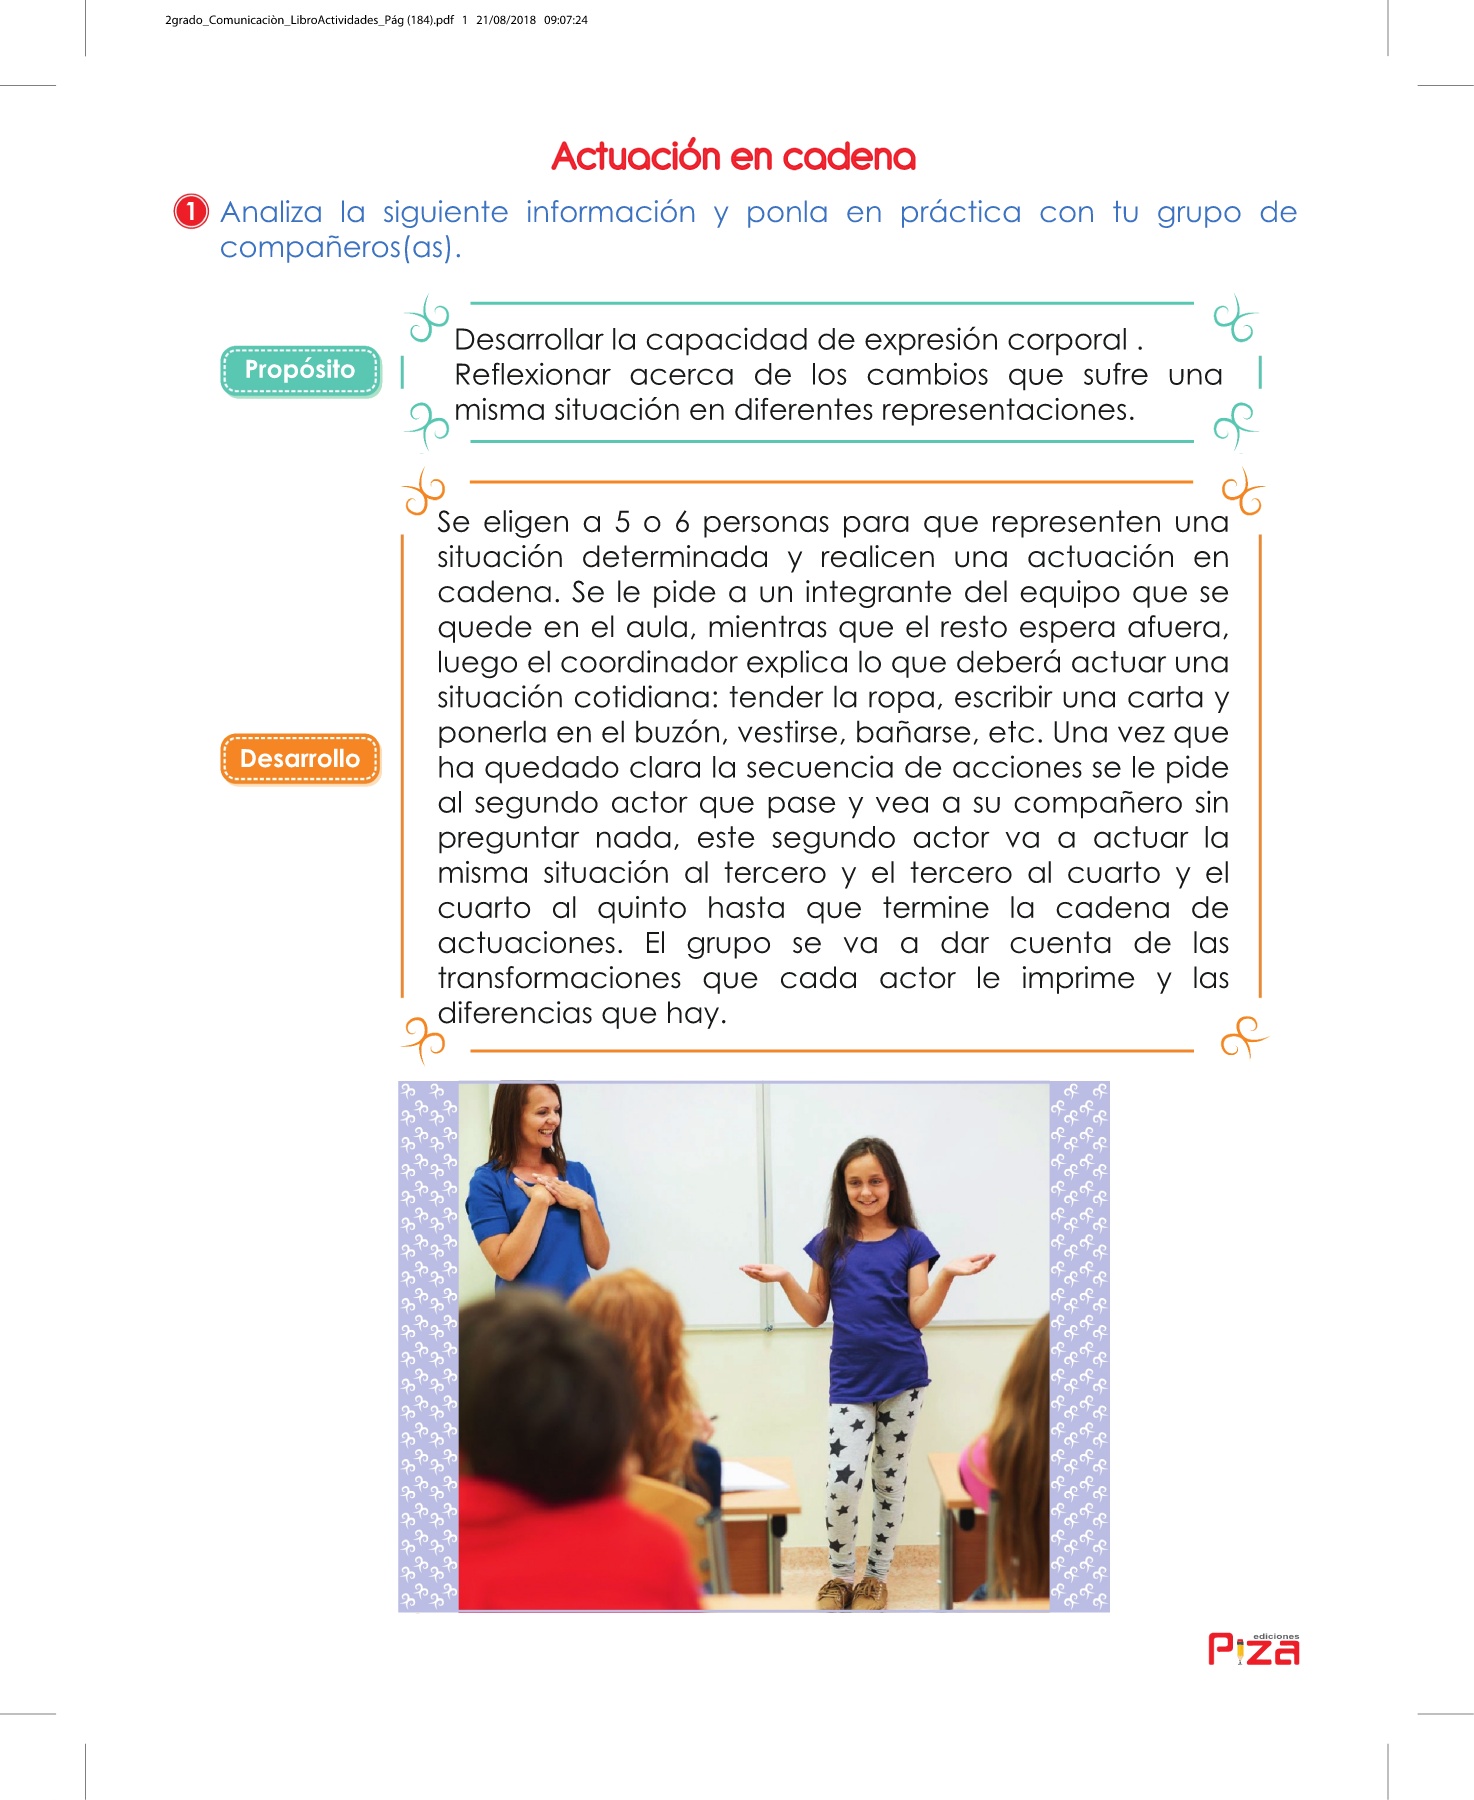 2grado_Comunicaciòn_LibroActividades_Pág (184).pdf 1 21/08/2018 09:07:24
Actuación en cadena
1 Analiza la siguiente información y ponla en práctica con tu grupo de
compañeros(as).
Propósito
Desarrollar la capacidad de expresión corporal .
Reflexionar acerca de los cambios que sufre una
misma situación en diferentes representaciones.
Desarrollo
Se eligen a 5 o 6 personas para que representen una
situación determinada y realicen una actuación en
cadena. Se le pide a un integrante del equipo que se
quede en el aula, mientras que el resto espera afuera,
luego el coordinador explica lo que deberá actuar una
situación cotidiana: tender la ropa, escribir una carta y
ponerla en el buzón, vestirse, bañarse, etc. Una vez que
ha quedado clara la secuencia de acciones se le pide
al segundo actor que pase y vea a su compañero sin
preguntar nada, este segundo actor va a actuar la
misma situación al tercero y el tercero al cuarto y el
cuarto al quinto hasta que termine la cadena de
actuaciones. El grupo se va a dar cuenta de las
transformaciones que cada actor le imprime y las
diferencias que hay.
ediciones
Piza